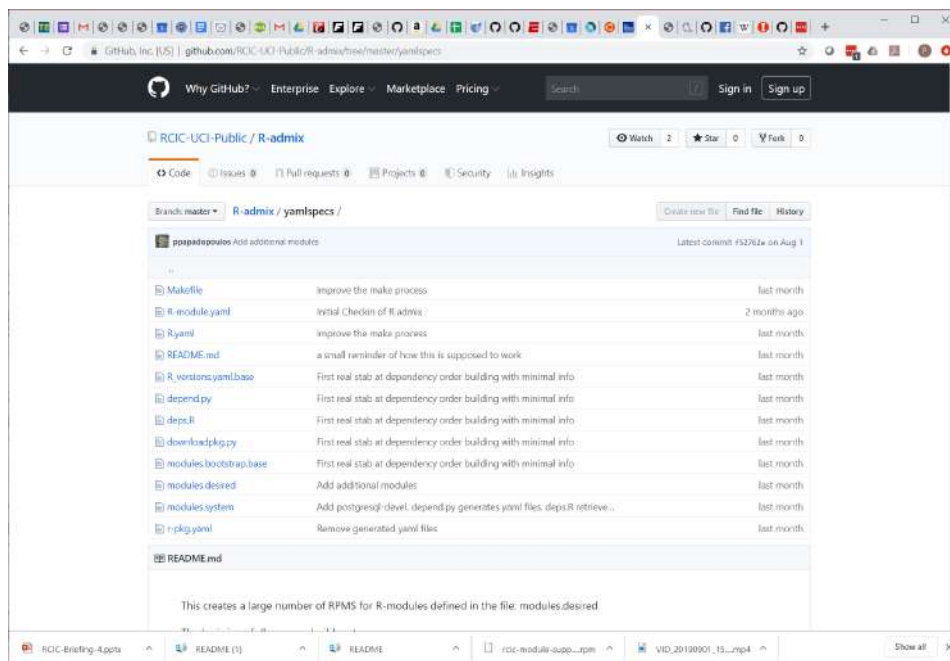 GitHub, Inc. [US] | github.com/RCIC-UCI-Public/R-admix/tree/master/yamlspecs
Why GitHub? Enterprise Explore Marketplace Pricing Search Sign in Sign up
RCIC-UCI-Public / R-admix Watch 2 Star 0 Fork 0
Code Issues 0 Pull requests 0 Projects 0 Security Insights
Branch: master R-admix / yamlspecs / Create new file Find file History
ppapadopoulos Add additional modules Latest commit f52762e on Aug 1
..
Makefile improve the make process last month
R-module.yaml Initial Checkin of R admix 2 months ago
R.yaml improve the make process last month
README.md a small reminder of how this is supposed to work last month
R_versions.yaml.base First real stab at dependency order building with minimal info last month
depend.py First real stab at dependency order building with minimal info last month
deps.R First real stab at dependency order building with minimal info last month
downloadpkg.py First real stab at dependency order building with minimal info last month
modules.bootstrap.base First real stab at dependency order building with minimal info last month
modules.desired Add additional modules last month
modules.system Add postgresql-devel. depend.py generates yaml files. deps.R retrieve... last month
r-pkg.yaml Remove generated yaml files last month
README.md
This creates a large number of RPMS for R-modules defined in the file: modules.desired
RCIC-Briefing-4.pptx README (1) README rcic-module-supp....rpm VID_20190901_15....mp4 Show all